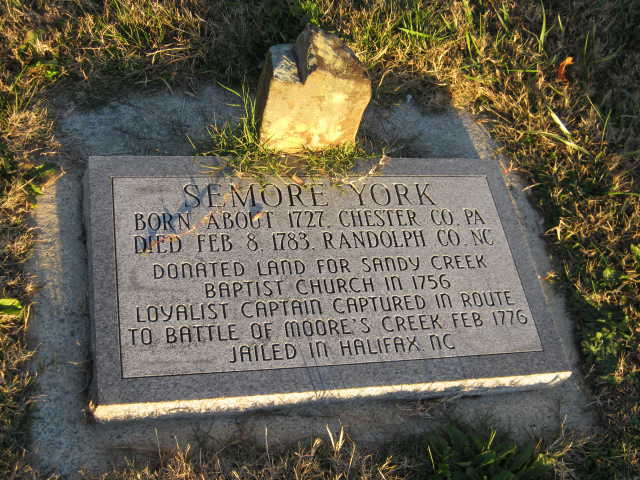 SEMORE YORK
BORN ABOUT 1727, CHESTER CO. PA
DIED FEB 8, 1783, RANDOLPH CO. NC
DONATED LAND FOR SANDY CREEK
BAPTIST CHURCH IN 1756
LOYALIST CAPTAIN CAPTURED IN ROUTE
TO BATTLE OF MOORE'S CREEK FEB 1776
JAILED IN HALIFAX NC